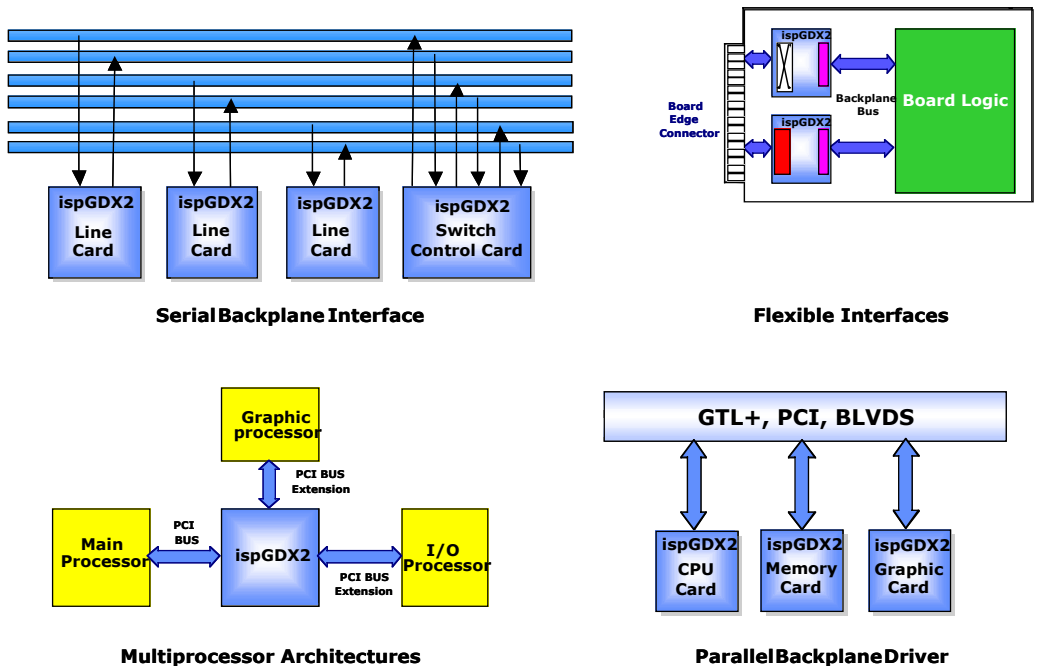 ispGDX2
Line
Card
ispGDX2
Line
Card
ispGDX2
Line
Card
ispGDX2
Switch
Control Card
Serial Backplane Interface
ispGDX2
Board
Edge
Connector
Backplane
Bus
Board Logic
ispGDX2
Flexible Interfaces
Graphic
processor
PCI BUS
Extension
Main
Processor
PCI
BUS
ispGDX2
PCI BUS
Extension
I/O
Processor
Multiprocessor Architectures
GTL+, PCI, BLVDS
ispGDX2
CPU
Card
ispGDX2
Memory
Card
ispGDX2
Graphic
Card
Parallel Backplane Driver